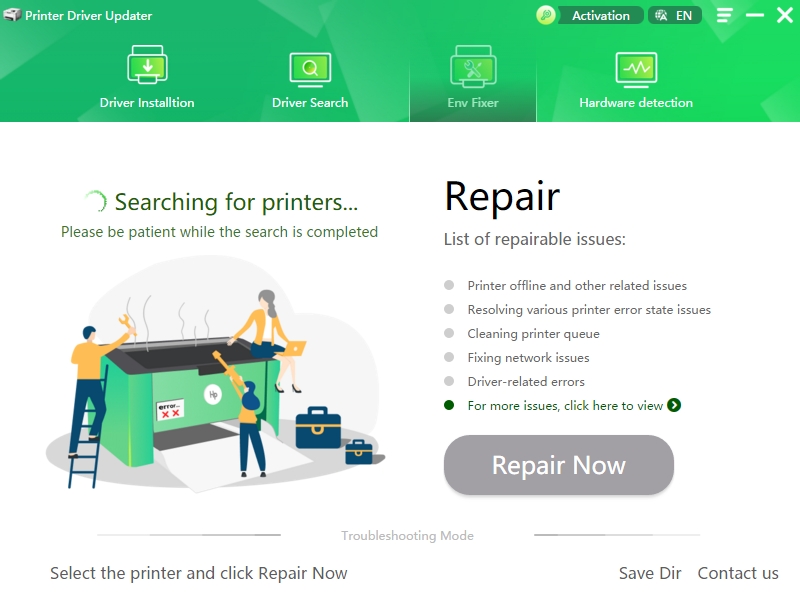 Printer Driver Updater
Activation
EN
Driver Installtion
Driver Search
Env Fixer
Hardware detection
Searching for printers...
Please be patient while the search is completed
Repair
List of repairable issues:
Printer offline and other related issues
Resolving various printer error state issues
Cleaning printer queue
Fixing network issues
Driver-related errors
For more issues, click here to view
Hp
error...
Repair Now
Troubleshooting Mode
Select the printer and click Repair Now
Save Dir
Contact us